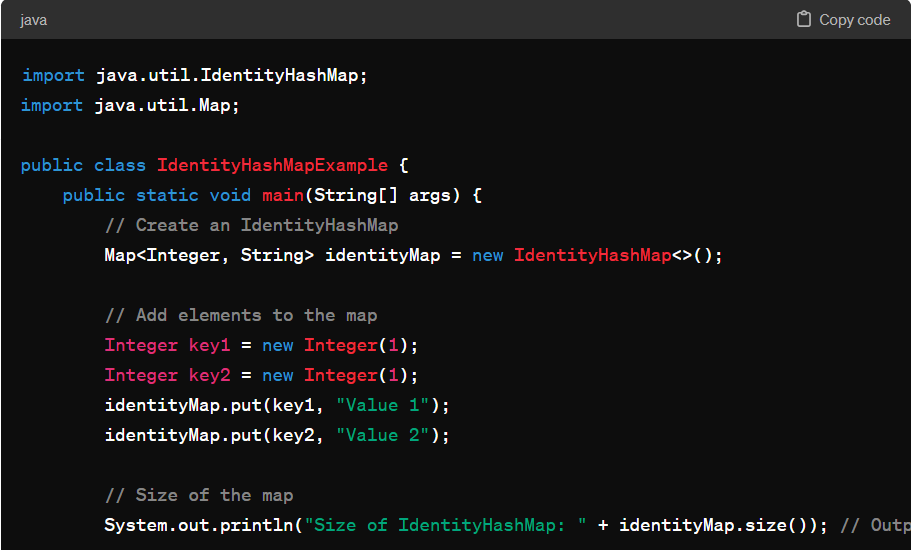 java
Copy code
import java.util.IdentityHashMap;
import java.util.Map;
public class IdentityHashMapExample {
public static void main(String[] args) {
// Create an IdentityHashMap
Map<Integer, String> identityMap = new IdentityHashMap<>();
// Add elements to the map
Integer key1 = new Integer(1);
Integer key2 = new Integer(1);
identityMap.put(key1, "Value 1");
identityMap.put(key2, "Value 2");
// Size of the map
System.out.println("Size of IdentityHashMap: " + identityMap.size()); // Outp